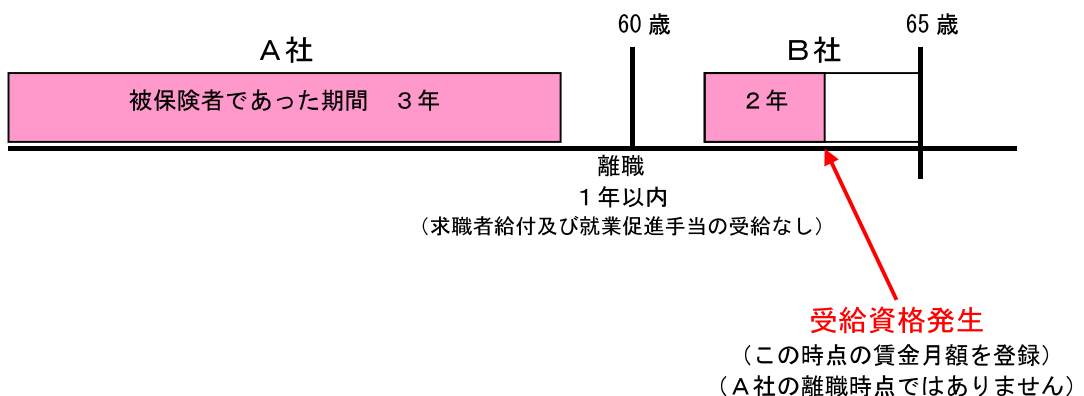 60 歳
65 歳
Ａ社
Ｂ社
被保険者であった期間　３年
２年
離職
１年以内
（求職者給付及び就業促進手当の受給なし）
受給資格発生
（この時点の賃金月額を登録）
（Ａ社の離職時点ではありません）